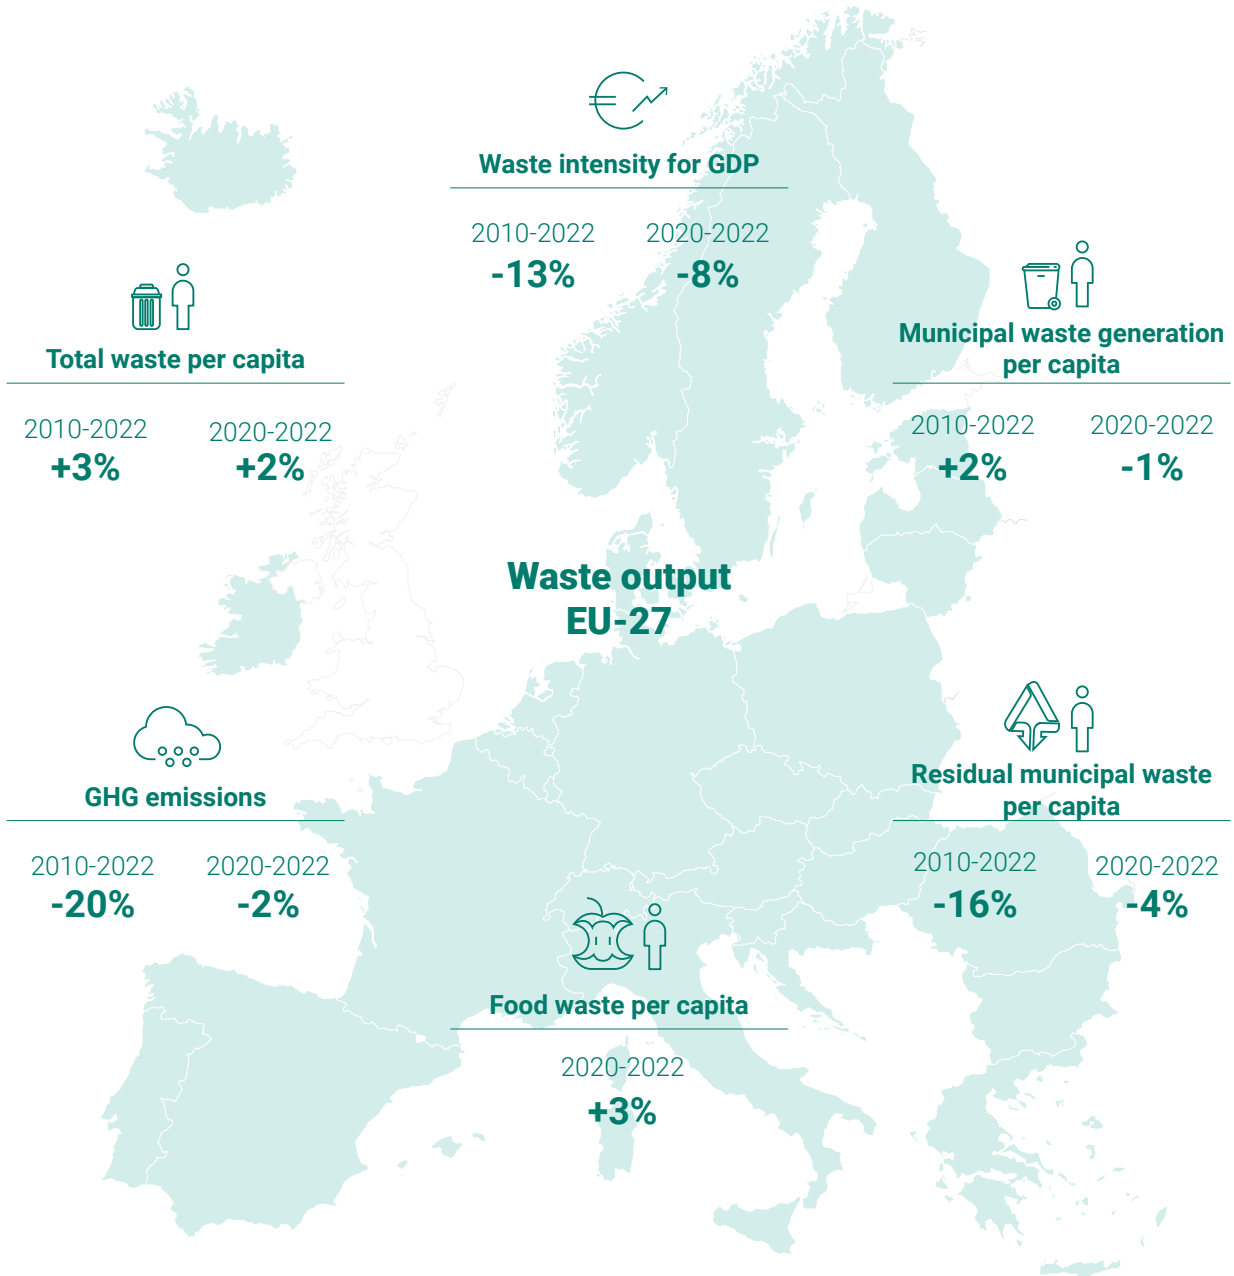 Waste intensity for GDP
2010-2022 2020-2022
-13% -8%
Total waste per capita
2010-2022 2020-2022
+3% +2%
Municipal waste generation
per capita
2010-2022 2020-2022
+2% -1%
Waste output
EU-27
GHG emissions
2010-2022 2020-2022
-20% -2%
Residual municipal waste
per capita
2010-2022 2020-2022
-16% -4%
Food waste per capita
2020-2022
+3%